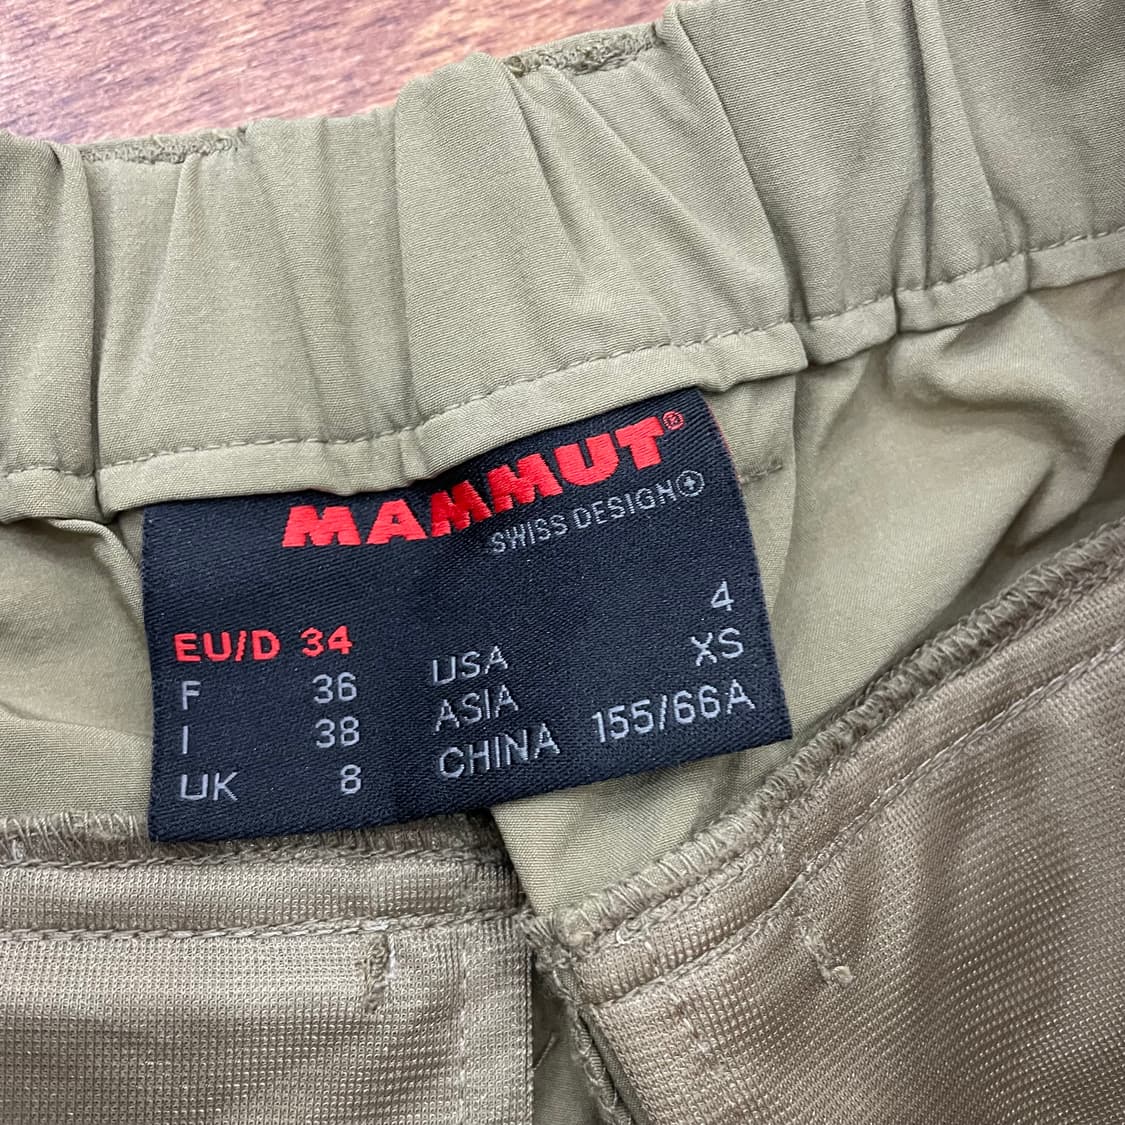 MAMMUT®
SWISS DESIGN
EU/D 34
F 36
I 38
UK 8
USA 4
ASIA XS
CHINA 155/66A